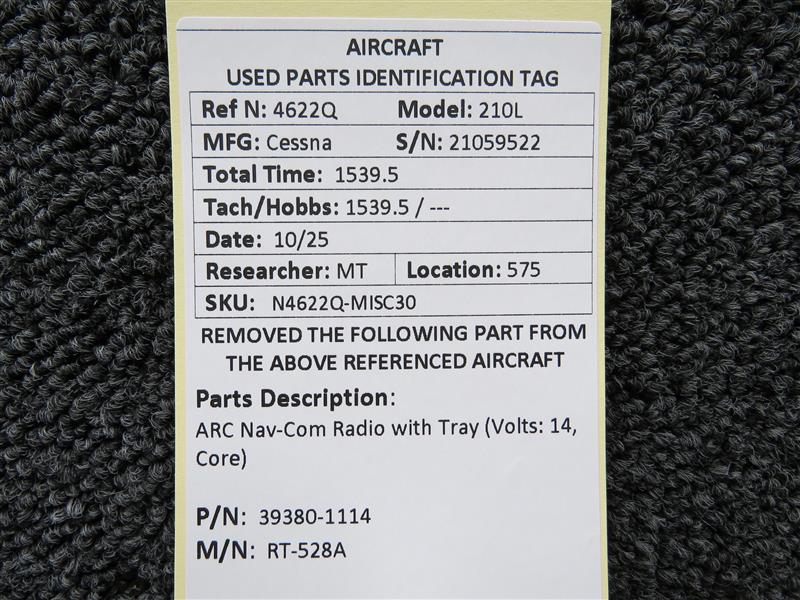 AIRCRAFT
USED PARTS IDENTIFICATION TAG
Ref N: 4622Q Model: 210L
MFG: Cessna S/N: 21059522
Total Time: 1539.5
Tach/Hobbs: 1539.5 / ---
Date: 10/25
Researcher: MT Location: 575
SKU: N4622Q-MISC30
REMOVED THE FOLLOWING PART FROM
THE ABOVE REFERENCED AIRCRAFT
Parts Description:
ARC Nav-Com Radio with Tray (Volts: 14,
Core)
P/N: 39380-1114
M/N: RT-528A